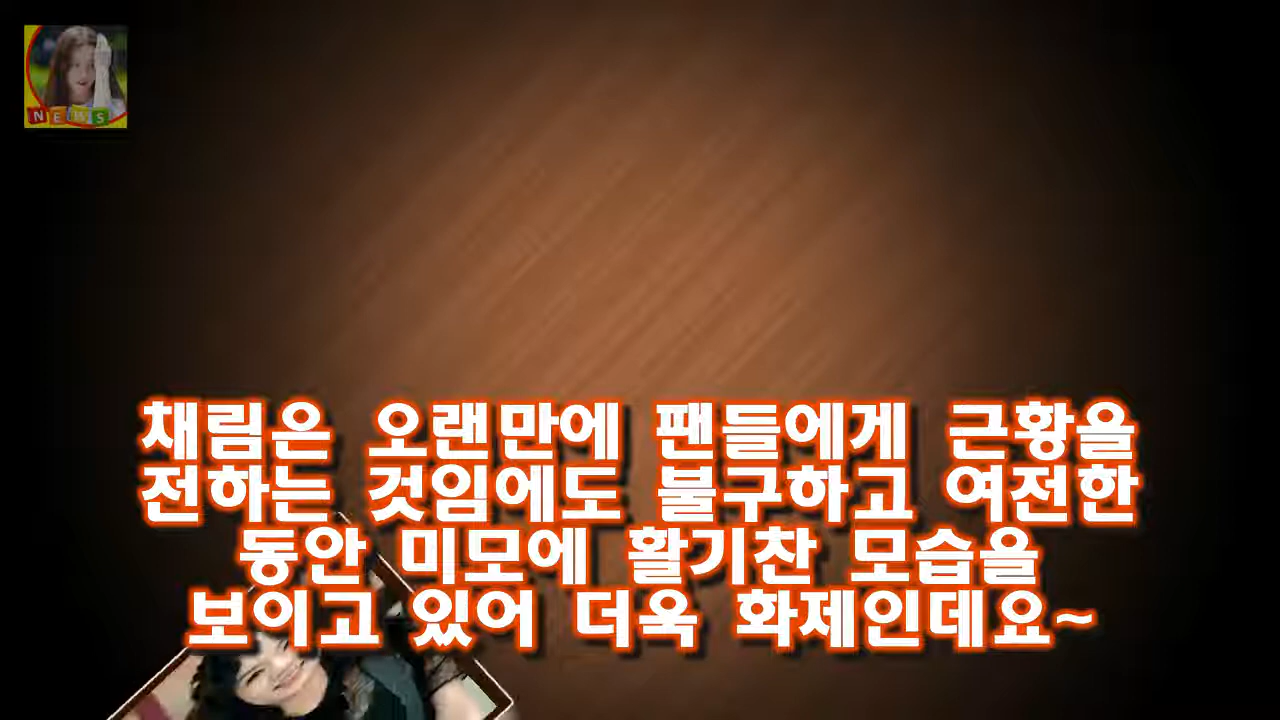 NEWS
채림은 오랜만에 팬들에게 근황을
전하는 것임에도 불구하고 여전한
동안 미모에 활기찬 모습을
보이고 있어 더욱 화제인데요~